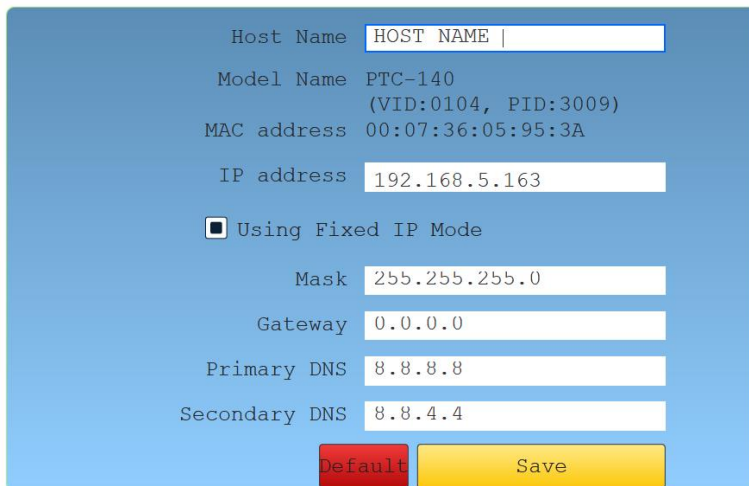 Host Name HOST NAME
Model Name PTC-140
(VID:0104, PID:3009)
MAC address 00:07:36:05:95:3A
IP address 192.168.5.163
Using Fixed IP Mode
Mask 255.255.255.0
Gateway 0.0.0.0
Primary DNS 8.8.8.8
Secondary DNS 8.8.4.4
Default Save